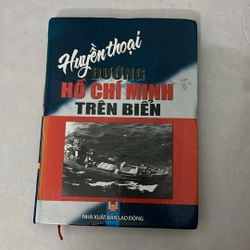 Huyền thoại
ĐƯỜNG
HỒ CHÍ MINH
TRÊN BIỂN
NHÀ XUẤT BẢN LAO ĐỘNG